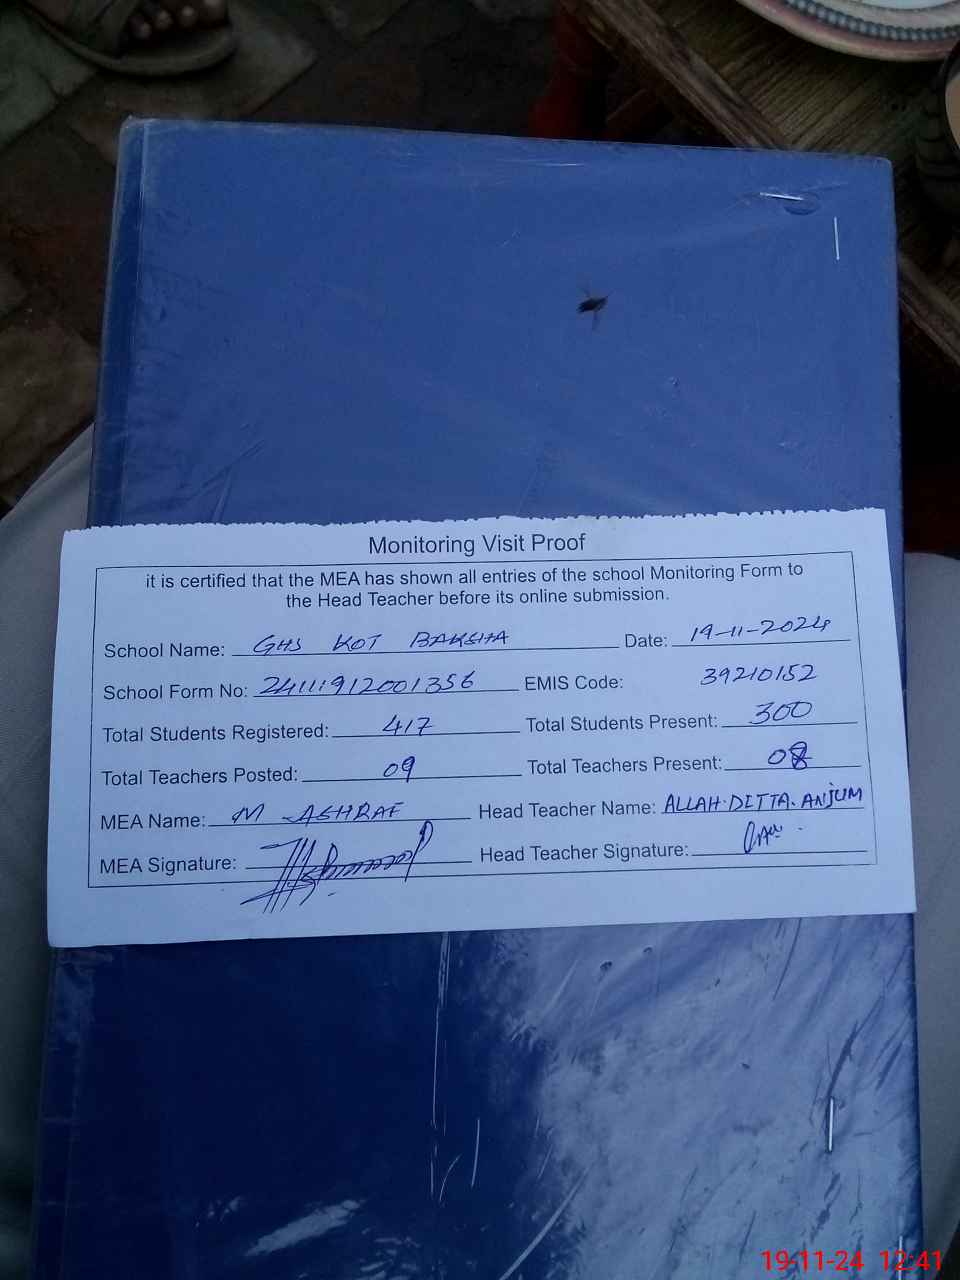 Monitoring Visit Proof
it is certified that the MEA has shown all entries of the school Monitoring Form to
the Head Teacher before its online submission.
School Name: GHS KOT BAKSHA Date: 19-11-2024
School Form No: 24111912001356 EMIS Code: 39210152
Total Students Registered: 417 Total Students Present: 300
Total Teachers Posted: 09 Total Teachers Present: 08
MEA Name: M ASHRAF Head Teacher Name: ALLAH.DITTA.ANJUM
MEA Signature: Head Teacher Signature:
19-11-24 12:41